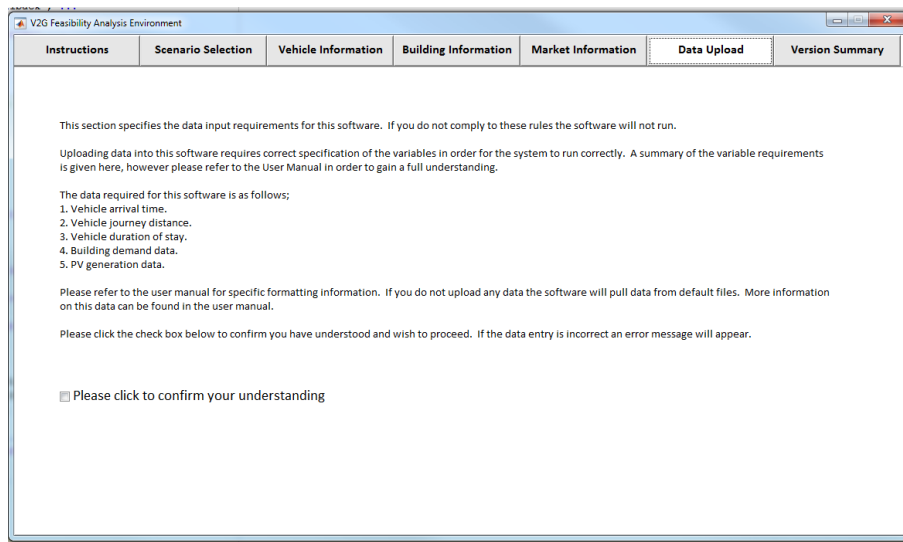 V2G Feasibility Analysis Environment
Instructions
Scenario Selection
Vehicle Information
Building Information
Market Information
Data Upload
Version Summary
This section specifies the data input requirements for this software. If you do not comply to these rules the software will not run.
Uploading data into this software requires correct specification of the variables in order for the system to run correctly. A summary of the variable requirements
is given here, however please refer to the User Manual in order to gain a full understanding.
The data required for this software is as follows;
1. Vehicle arrival time.
2. Vehicle journey distance.
3. Vehicle duration of stay.
4. Building demand data.
5. PV generation data.
Please refer to the user manual for specific formatting information. If you do not upload any data the software will pull data from default files. More information
on this data can be found in the user manual.
Please click the check box below to confirm you have understood and wish to proceed. If the data entry is incorrect an error message will appear.
Please click to confirm your understanding